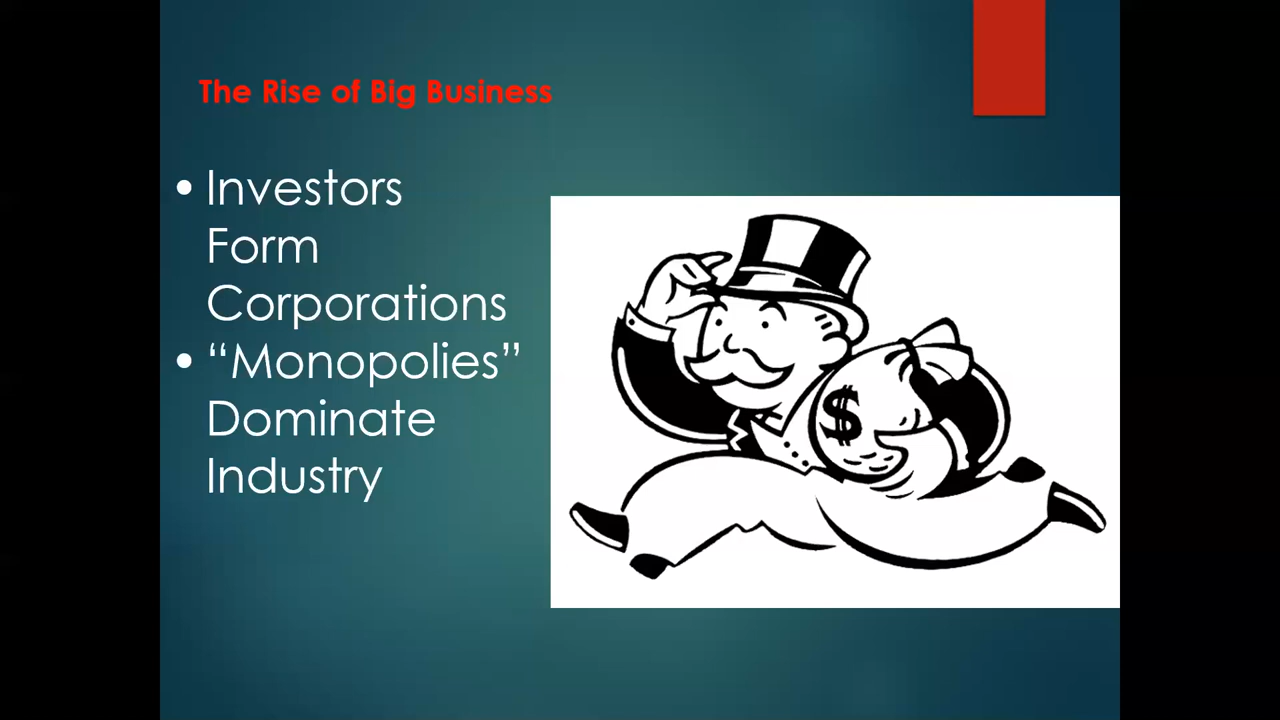 The Rise of Big Business
• Investors
Form
Corporations
• “Monopolies”
Dominate
Industry
$